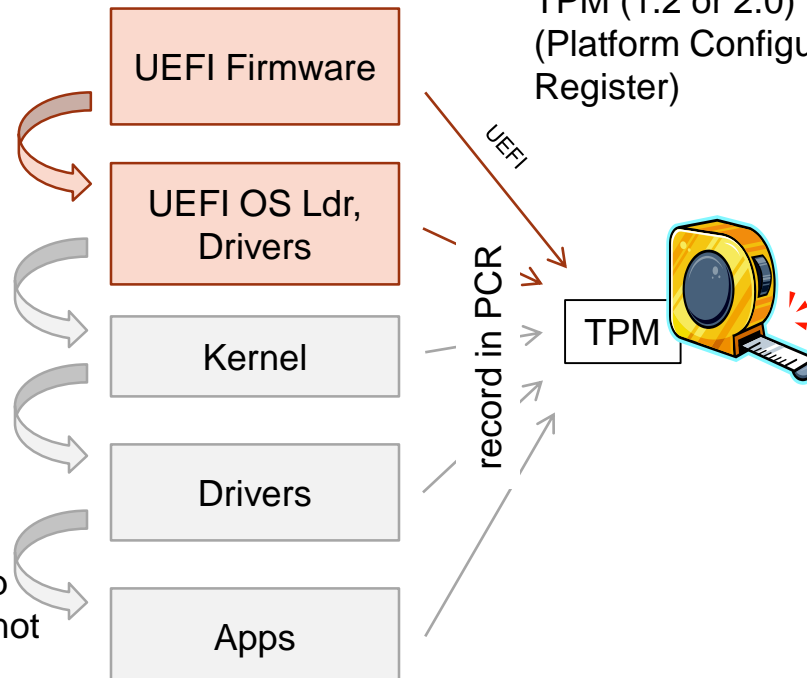 TPM (1.2 or 2.0)
(Platform Configu
Register)
UEFI Firmware
UEFI
UEFI OS Ldr,
Drivers
record in PCR
TPM
Kernel
Drivers
not
Apps